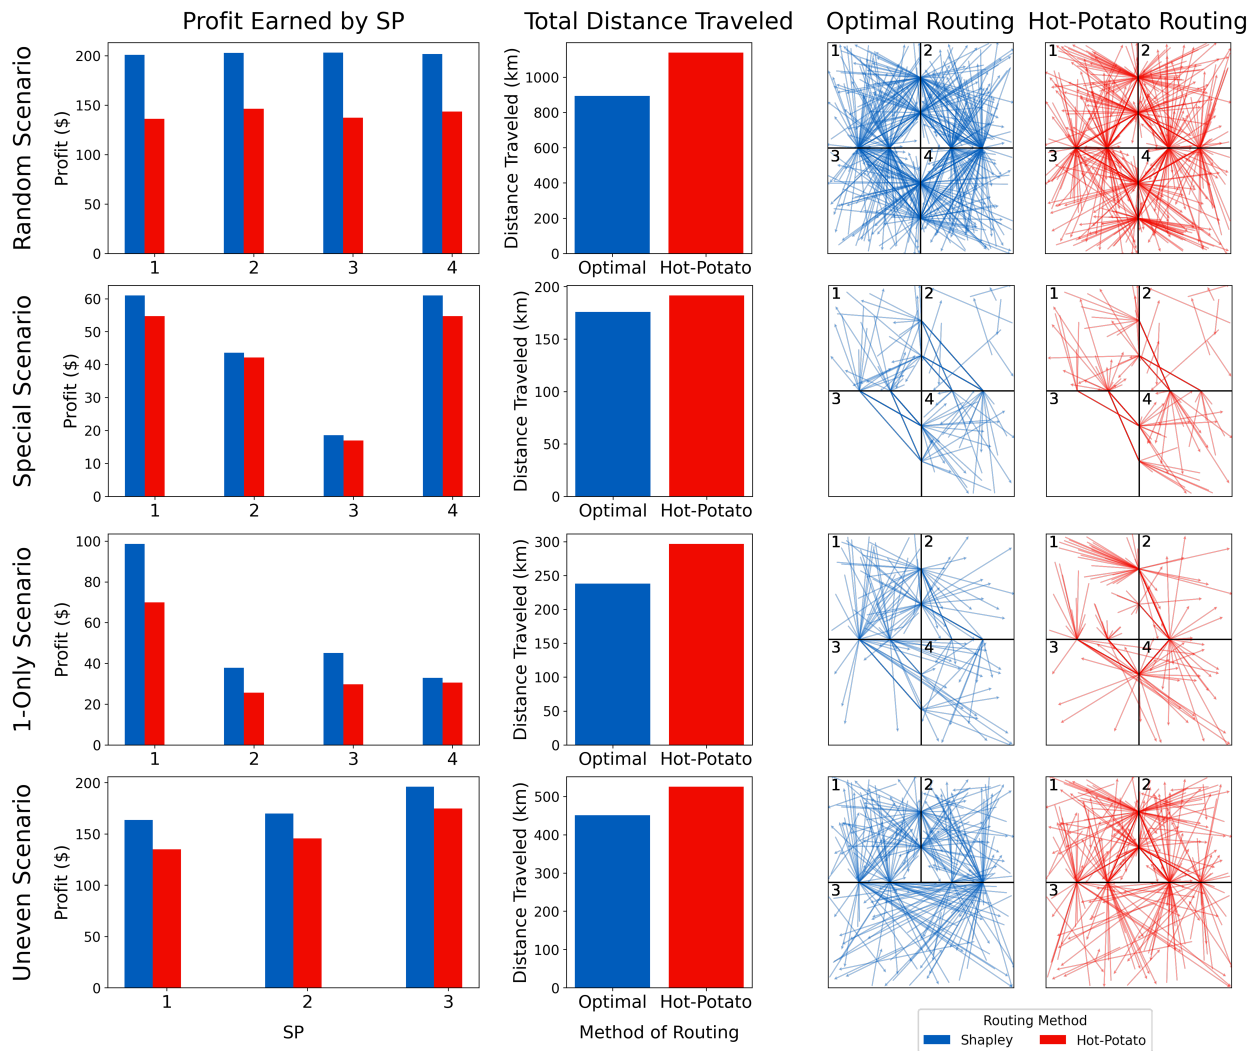 Profit Earned by SP
Total Distance Traveled
Optimal Routing
Hot-Potato Routing
Random Scenario
Profit ($)
200
150
100
50
0
1 2 3 4
Distance Traveled (km)
1000
800
600
400
200
0
Optimal Hot-Potato
1 2
3 4
1 2
3 4
Special Scenario
Profit ($)
60
50
40
30
20
10
0
1 2 3 4
Distance Traveled (km)
200
150
100
50
0
Optimal Hot-Potato
1 2
3 4
1 2
3 4
1-Only Scenario
Profit ($)
100
80
60
40
20
0
1 2 3 4
Distance Traveled (km)
300
250
200
150
100
50
0
Optimal Hot-Potato
1 2
3 4
1 2
3 4
Uneven Scenario
Profit ($)
200
150
100
50
0
1 2 3
SP
Distance Traveled (km)
500
400
300
200
100
0
Optimal Hot-Potato
Method of Routing
1 2
3
1 2
3
Routing Method
Shapley Hot-Potato